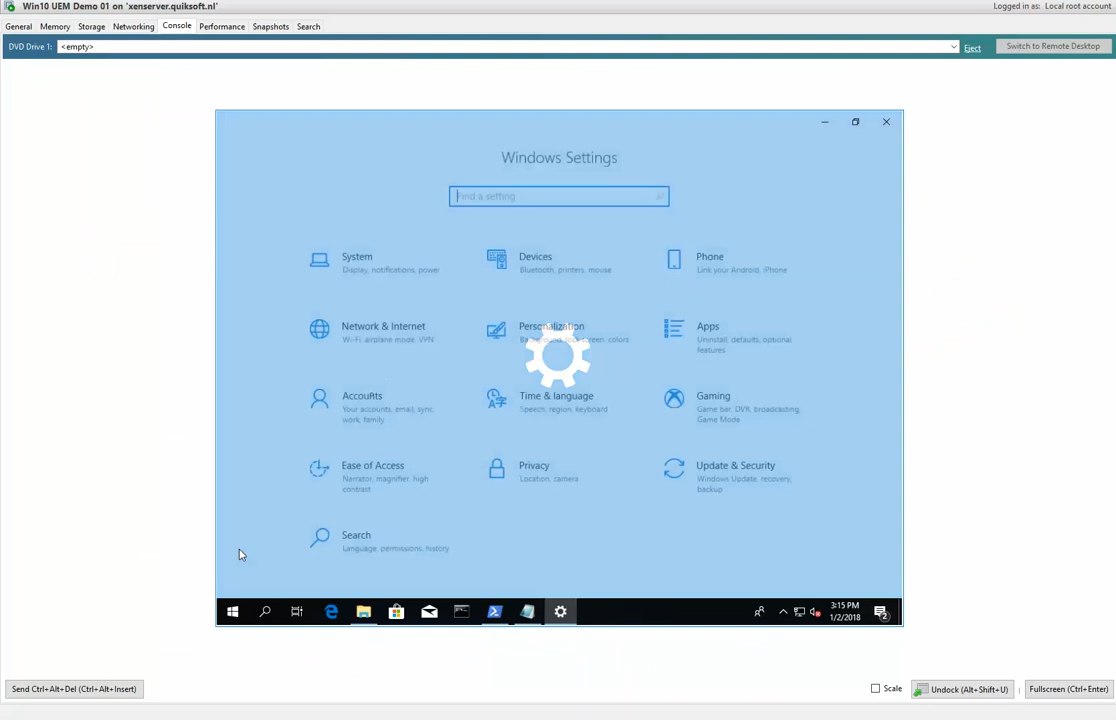 Win10 UEM Demo 01 on 'xenserver.quiksoft.nl'
Logged in as: Local root account
General Memory Storage Networking Console Performance Snapshots Search
DVD Drive 1: <empty> Eject Switch to Remote Desktop
Windows Settings
Find a setting
System
Display, notifications, power
Devices
Bluetooth, printers, mouse
Phone
Link your Android, iPhone
Network & Internet
Wi-Fi, airplane mode, VPN
Personalization
Background, lock screen, colors
Apps
Uninstall, defaults, optional
features
Accounts
Your accounts, email, sync,
work, family
Time & language
Speech, region, keyboard
Gaming
Game bar, DVR, broadcasting,
Game Mode
Ease of Access
Narrator, magnifier, high
contrast
Privacy
Location, camera
Update & Security
Windows Update, recovery,
backup
Search
Language, permissions, history
3:15 PM
1/2/2018
2
Send Ctrl+Alt+Del (Ctrl+Alt+Insert)
Scale
Undock (Alt+Shift+U)
Fullscreen (Ctrl+Enter)